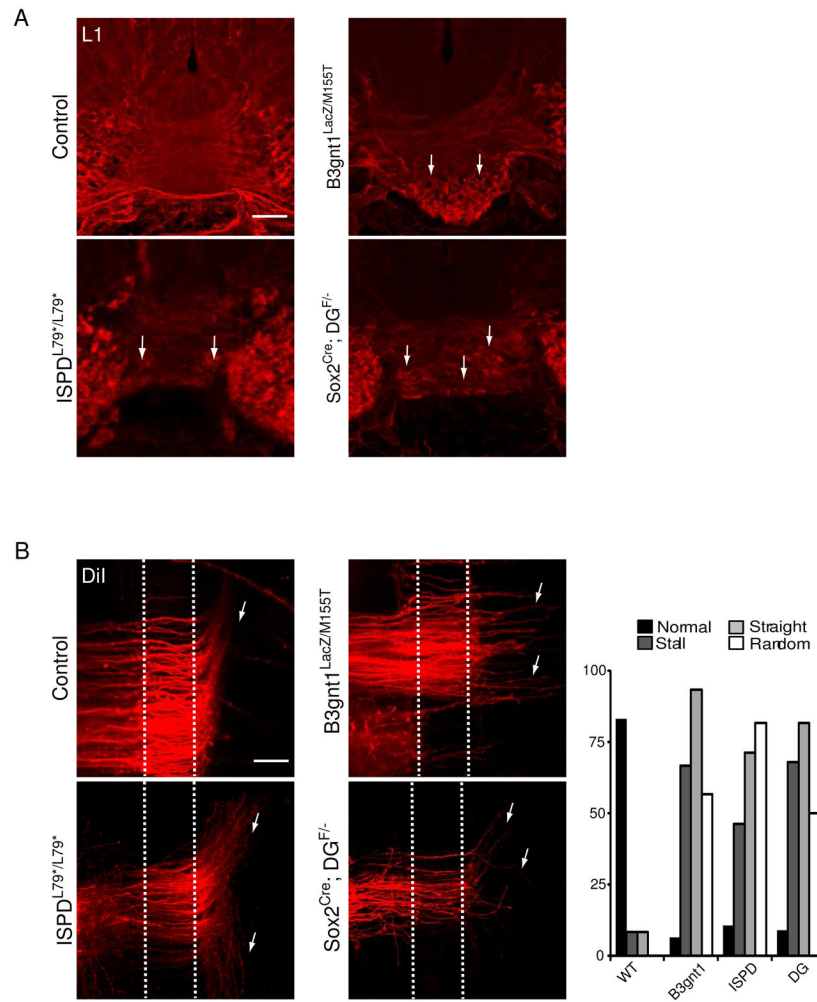 A
L1
Control
B3gnt1LacZ/M155T
ISPDL79*/L79*
Sox2Cre; DGF/-
B
DiI
Control
B3gnt1LacZ/M155T
ISPDL79*/L79*
Sox2Cre; DGF/-
Normal
Straight
Stall
Random
100
75
50
25
0
WT
B3gnt1
ISPD
DG